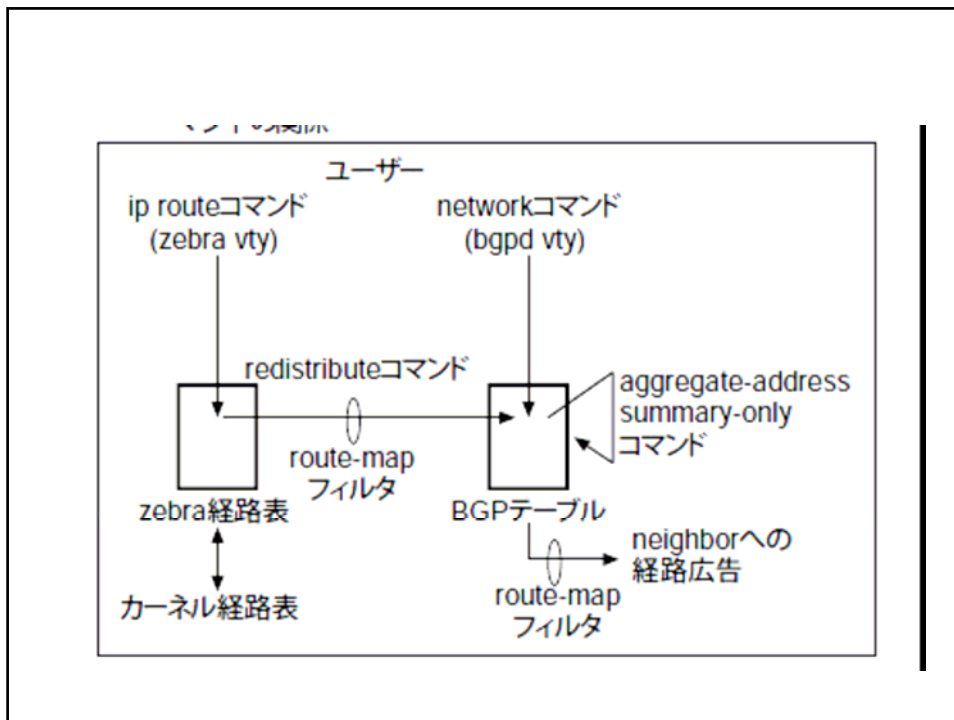 ユーザー
ip routeコマンド
(zebra vty)
networkコマンド
(bgpd vty)
redistributeコマンド
aggregate-address
summary-only
コマンド
route-map
フィルタ
zebra経路表
BGPテーブル
neighborへの
経路広告
route-map
フィルタ
カーネル経路表